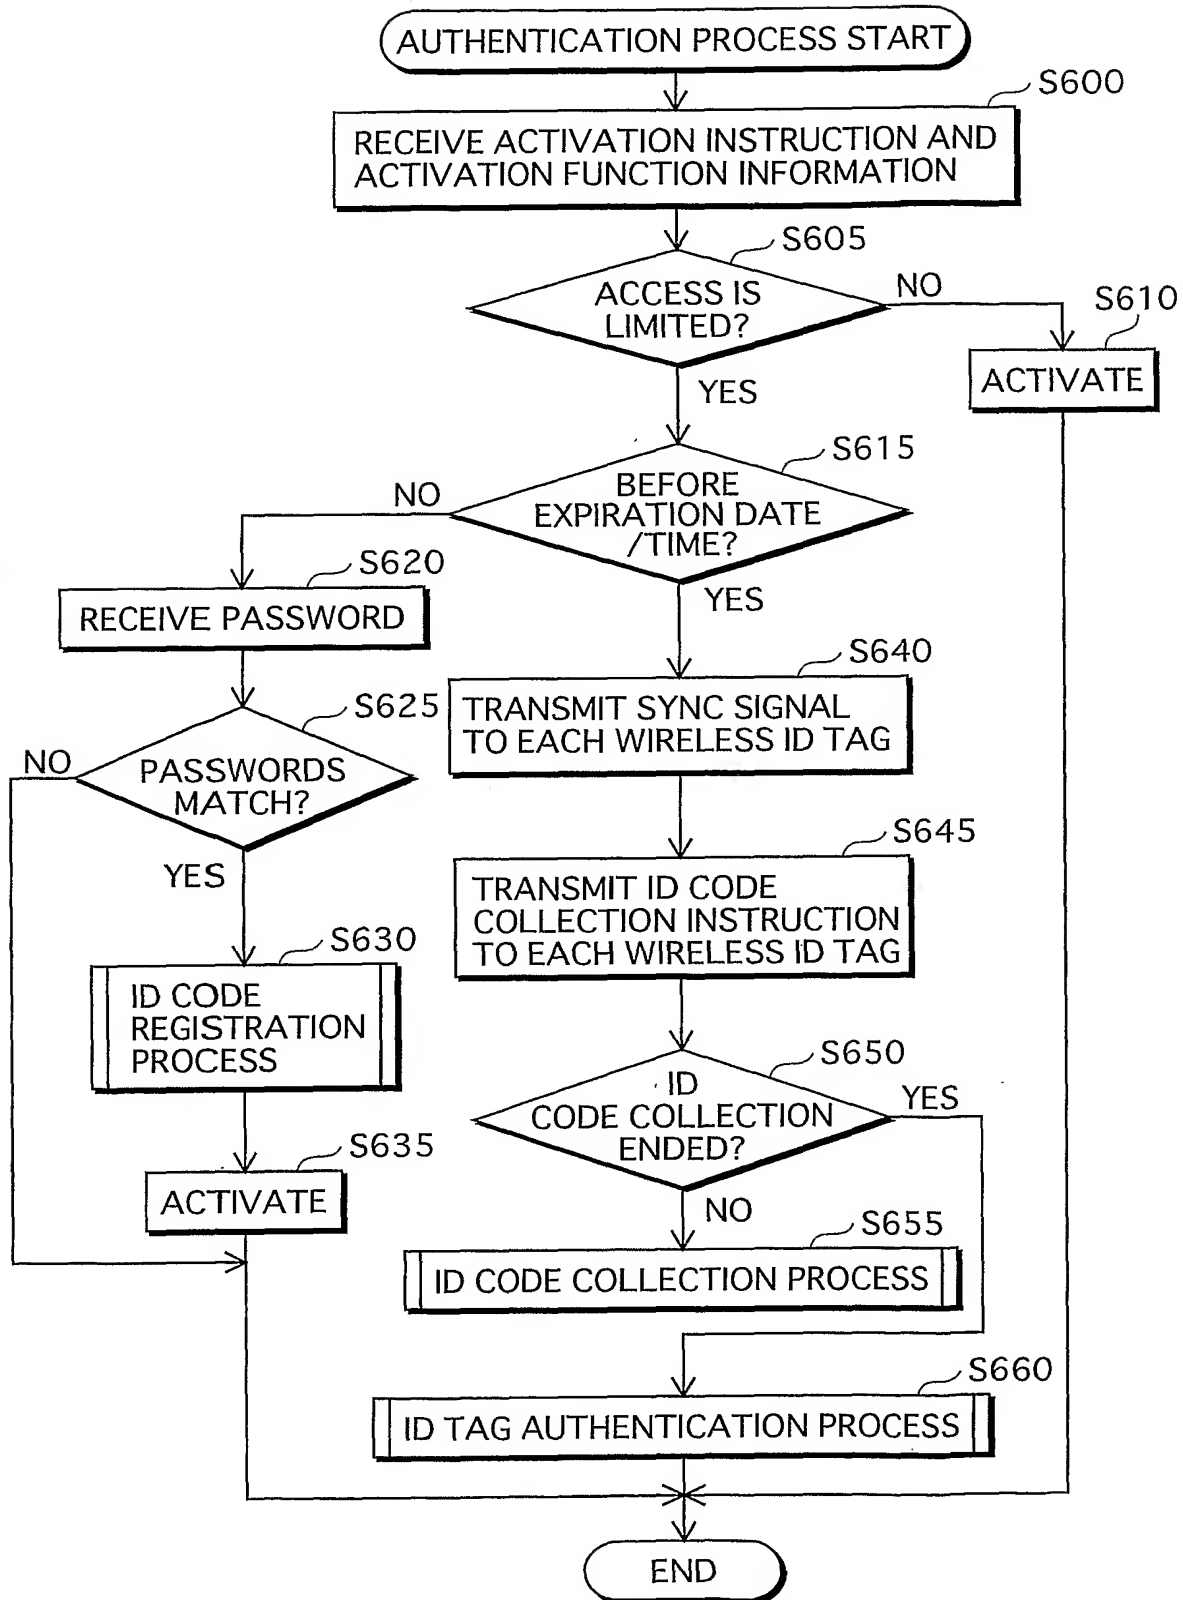 AUTHENTICATION PROCESS START
S600
RECEIVE ACTIVATION INSTRUCTION AND
ACTIVATION FUNCTION INFORMATION
S605
ACCESS IS
LIMITED?
NO
S610
ACTIVATE
YES
S615
BEFORE
EXPIRATION DATE
/TIME?
NO
YES
S620
RECEIVE PASSWORD
S625
PASSWORDS
MATCH?
NO
YES
S630
ID CODE
REGISTRATION
PROCESS
S635
ACTIVATE
S640
TRANSMIT SYNC SIGNAL
TO EACH WIRELESS ID TAG
S645
TRANSMIT ID CODE
COLLECTION INSTRUCTION
TO EACH WIRELESS ID TAG
S650
ID
CODE COLLECTION
ENDED?
YES
NO
S655
ID CODE COLLECTION PROCESS
S660
ID TAG AUTHENTICATION PROCESS
END